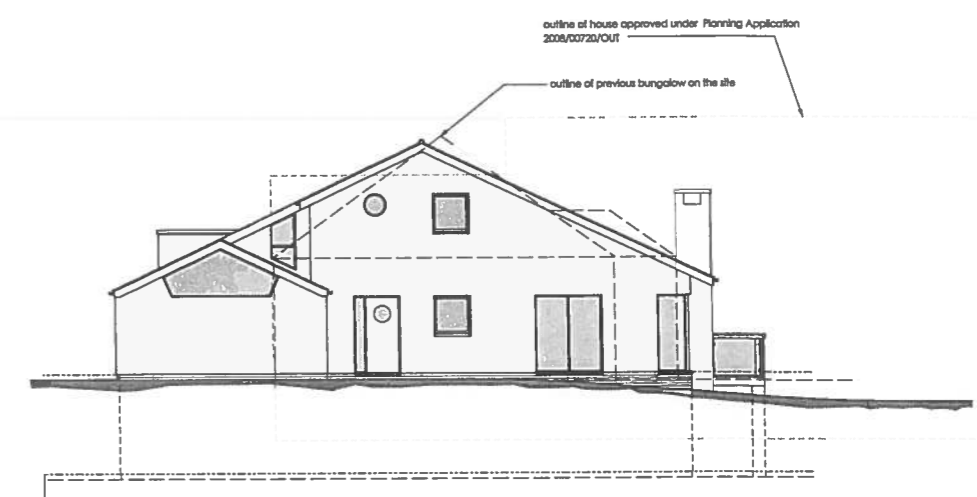 outline of house approved under Planning Application
2008/00720/OUT
outline of previous bungalow on the site